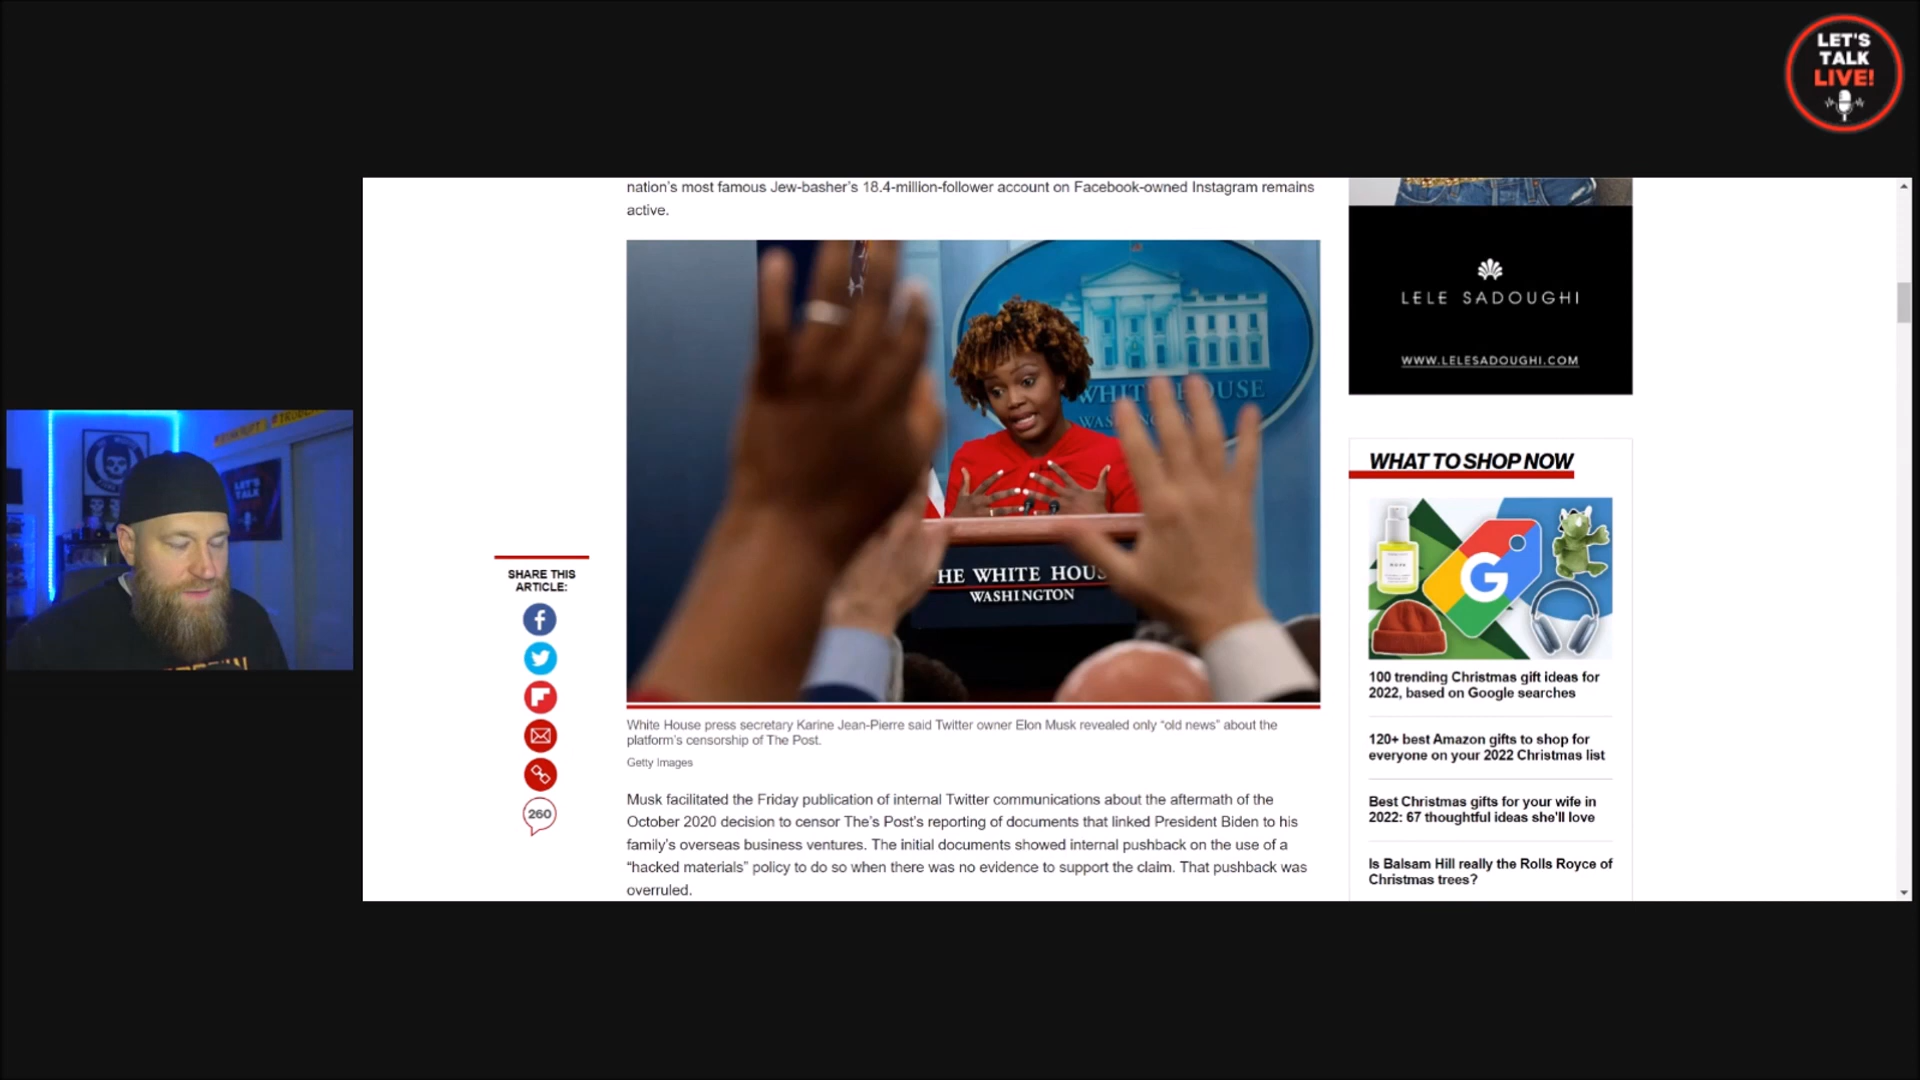 LET'S
TALK
LIVE!
nation's most famous Jew-basher's 18.4-million-follower account on Facebook-owned Instagram remains
active.
WHITE HOUSE
THE WHITE HOUS
WASHINGTON
SHARE THIS
ARTICLE:
260
White House press secretary Karine Jean-Pierre said Twitter owner Elon Musk revealed only “old news” about the
platform's censorship of The Post.
Getty Images
Musk facilitated the Friday publication of internal Twitter communications about the aftermath of the
October 2020 decision to censor The's Post's reporting of documents that linked President Biden to his
family's overseas business ventures. The initial documents showed internal pushback on the use of a
“hacked materials” policy to do so when there was no evidence to support the claim. That pushback was
overruled.
LELE SADOUGHI
WWW.LELESADOUGHI.COM
WHAT TO SHOP NOW
G
100 trending Christmas gift ideas for
2022, based on Google searches
120+ best Amazon gifts to shop for
everyone on your 2022 Christmas list
Best Christmas gifts for your wife in
2022: 67 thoughtful ideas she'll love
Is Balsam Hill really the Rolls Royce of
Christmas trees?
LET'S
TALK